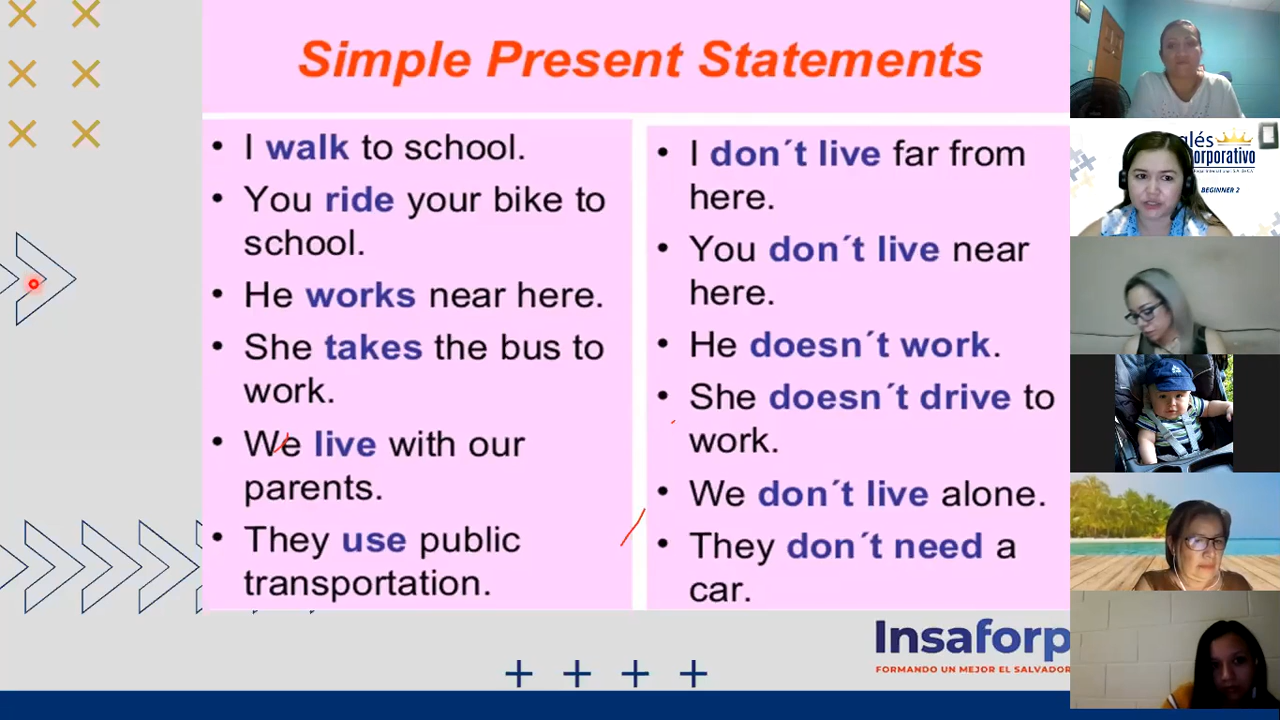 Simple Present Statements
• I walk to school.
• You ride your bike to
school.
• He works near here.
• She takes the bus to
work.
• We live with our
parents.
• They use public
transportation.
• I don´t live far from
here.
• You don´t live near
here.
• He doesn´t work.
• She doesn´t drive to
work.
• We don´t live alone.
• They don´t need a
car.
Insaforp
FORMANDO UN MEJOR EL SALVADOR
glés
orporativo
BEGINNER 2